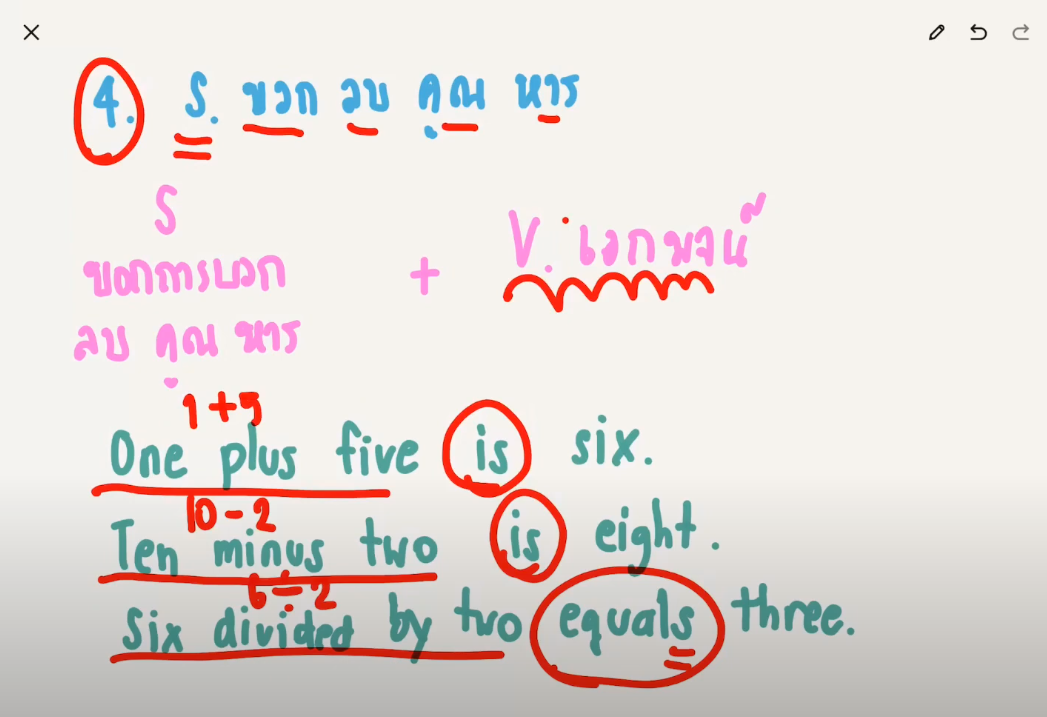 4. S. บวก ลบ คูณ หาร
S
ของการบวก
ลบ คูณ หาร
+ V. เอกพจน์
1+5
One plus five is six.
10-2
Ten minus two is eight.
6÷2
Six divided by two equals three.